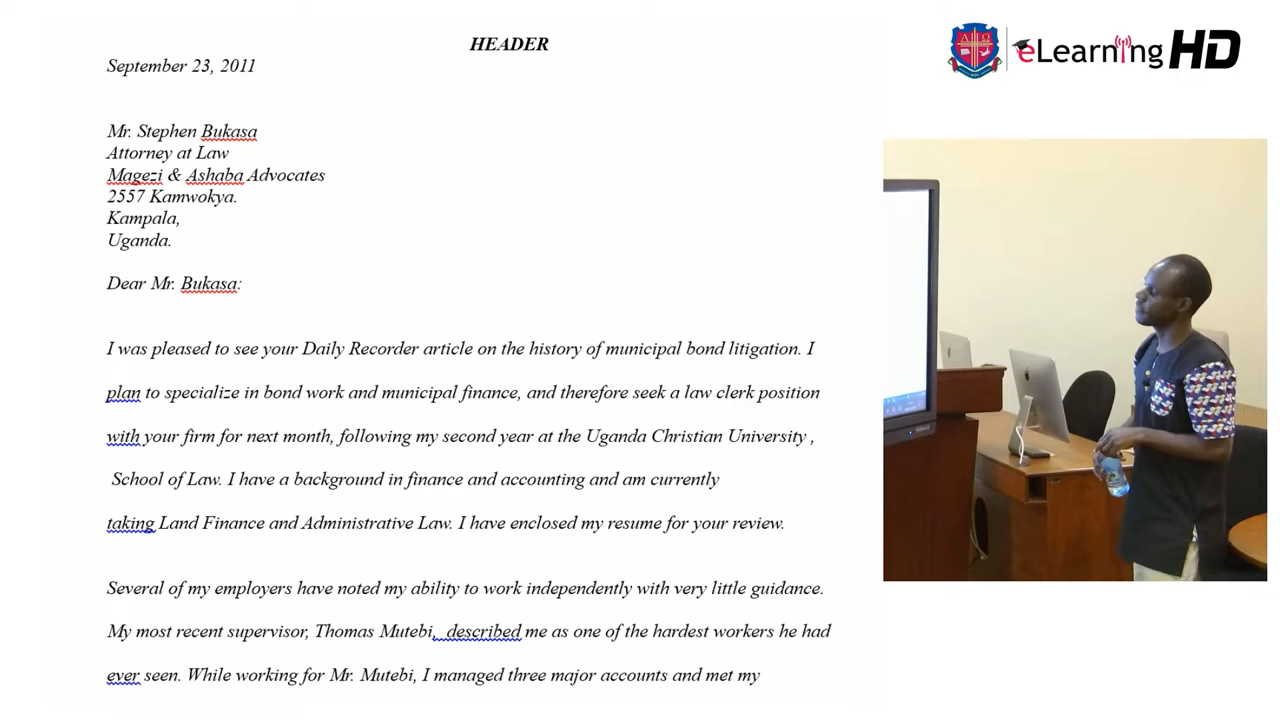 HEADER
September 23, 2011
Mr. Stephen Bukasa
Attorney at Law
Magezi & Ashaba Advocates
2557 Kamwokya.
Kampala,
Uganda.
Dear Mr. Bukasa:
I was pleased to see your Daily Recorder article on the history of municipal bond litigation. I
plan to specialize in bond work and municipal finance, and therefore seek a law clerk position
with your firm for next month, following my second year at the Uganda Christian University ,
School of Law. I have a background in finance and accounting and am currently
taking Land Finance and Administrative Law. I have enclosed my resume for your review.
Several of my employers have noted my ability to work independently with very little guidance.
My most recent supervisor, Thomas Mutebi, described me as one of the hardest workers he had
ever seen. While working for Mr. Mutebi, I managed three major accounts and met my
eLearning HD